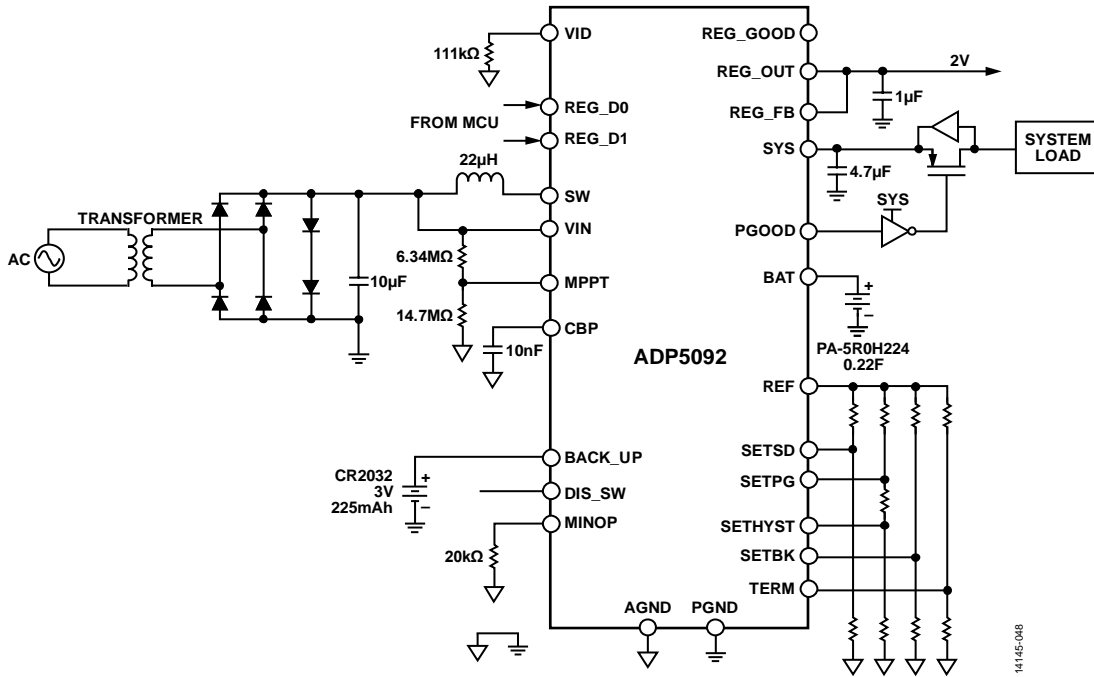 VID
111kΩ
REG_D0
FROM MCU
REG_D1
22µH
SW
TRANSFORMER
VIN
AC
6.34MΩ
10µF
MPPT
14.7MΩ
CBP
10nF
ADP5092
BACK_UP
CR2032
3V
225mAh
+
–
DIS_SW
MINOP
20kΩ
AGND
PGND
REG_GOOD
REG_OUT
2V
1µF
REG_FB
SYS
4.7µF
SYSTEM
LOAD
SYS
PGOOD
BAT
+
–
PA-5R0H224
0.22F
REF
SETSD
SETPG
SETHYST
SETBK
TERM
14145-048